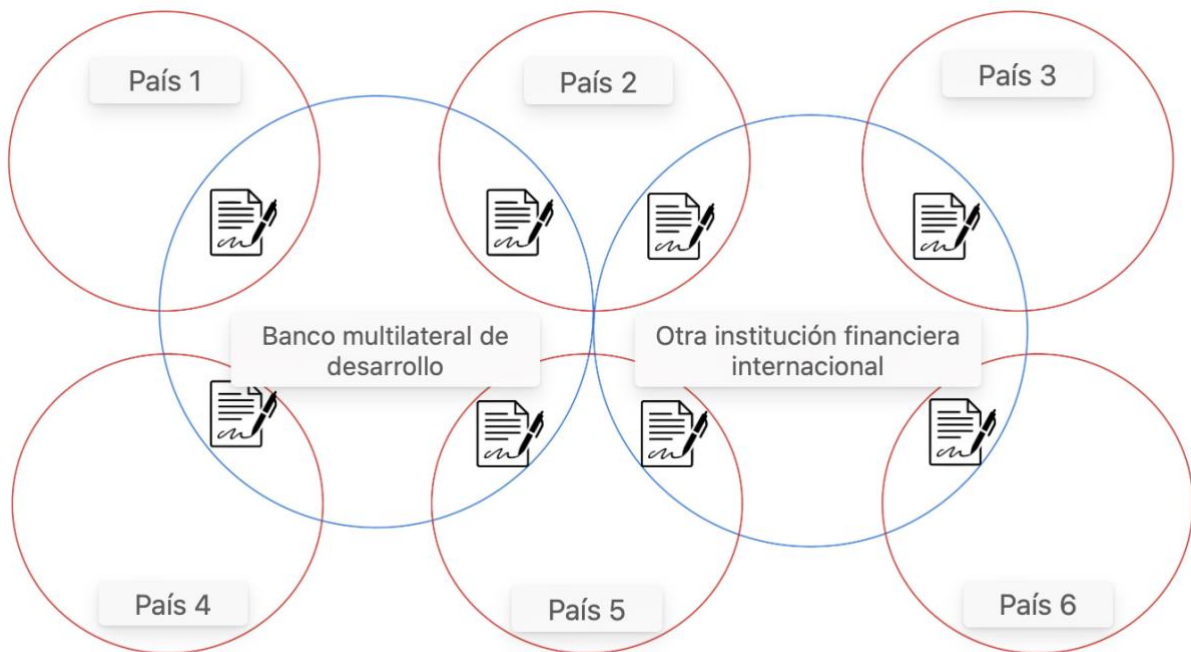 País 1
País 2
País 3
Banco multilateral de
desarrollo
Otra institución financiera
internacional
País 4
País 5
País 6